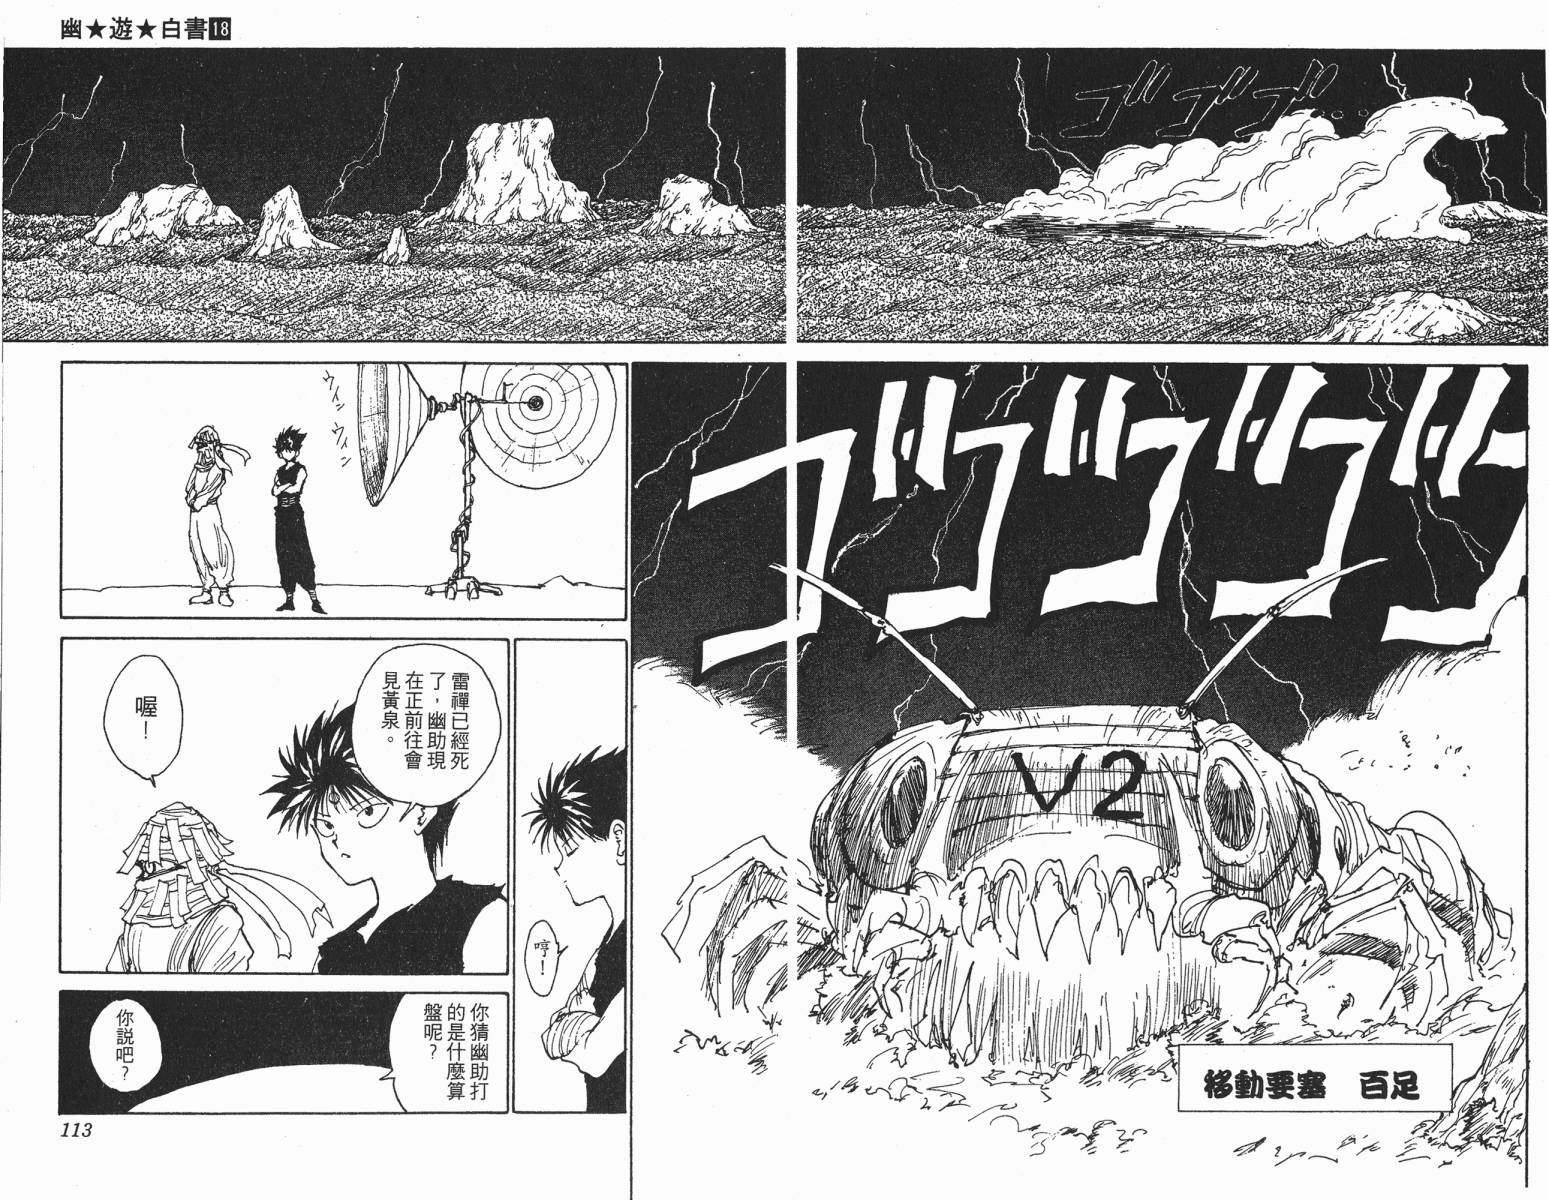 幽★遊★白書18
ゴゴゴ
ゴゴゴゴゴ
V2
移動要塞　百足
ウィン
ウィン
雷禪已經死
了，幽助現
在正前往會
見黃泉。
喔！
哼！
你猜幽助打
的是什麼算
盤呢？
你說吧？
113